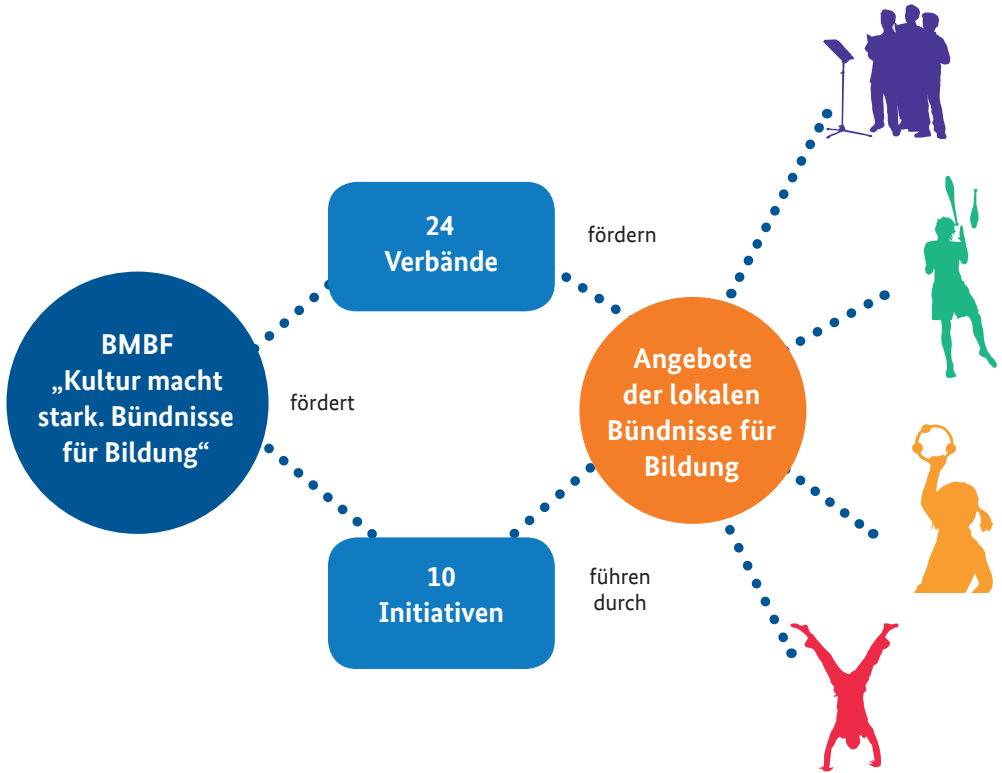 BMBF
„Kultur macht
stark. Bündnisse
für Bildung“
fördert
24
Verbände
fördern
10
Initiativen
führen
durch
Angebote
der lokalen
Bündnisse für
Bildung